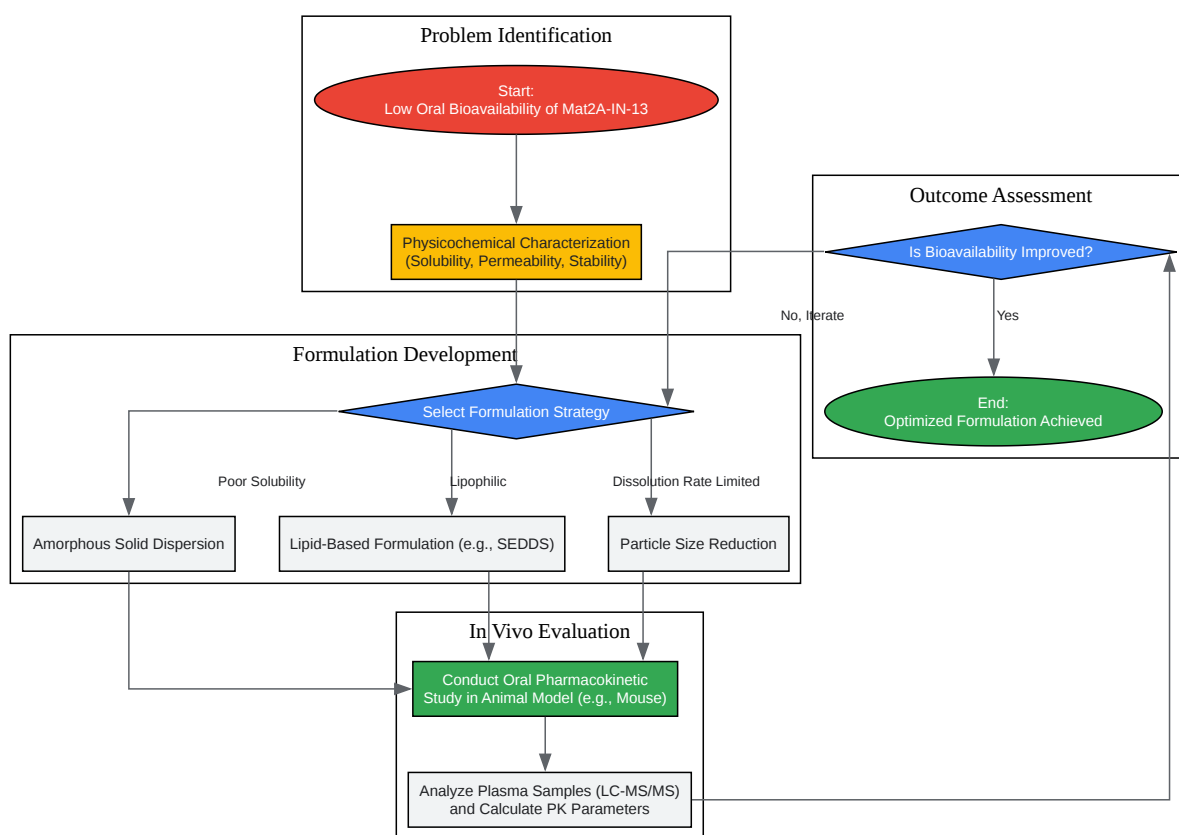 Problem Identification
Start:
Low Oral Bioavailability of Mat2A-IN-13
Physicochemical Characterization
(Solubility, Permeability, Stability)
Outcome Assessment
Is Bioavailability Improved?
No, Iterate
Yes
End:
Optimized Formulation Achieved
Formulation Development
Select Formulation Strategy
Poor Solubility
Lipophilic
Dissolution Rate Limited
Amorphous Solid Dispersion
Lipid-Based Formulation (e.g., SEDDS)
Particle Size Reduction
In Vivo Evaluation
Conduct Oral Pharmacokinetic
Study in Animal Model (e.g., Mouse)
Analyze Plasma Samples (LC-MS/MS)
and Calculate PK Parameters